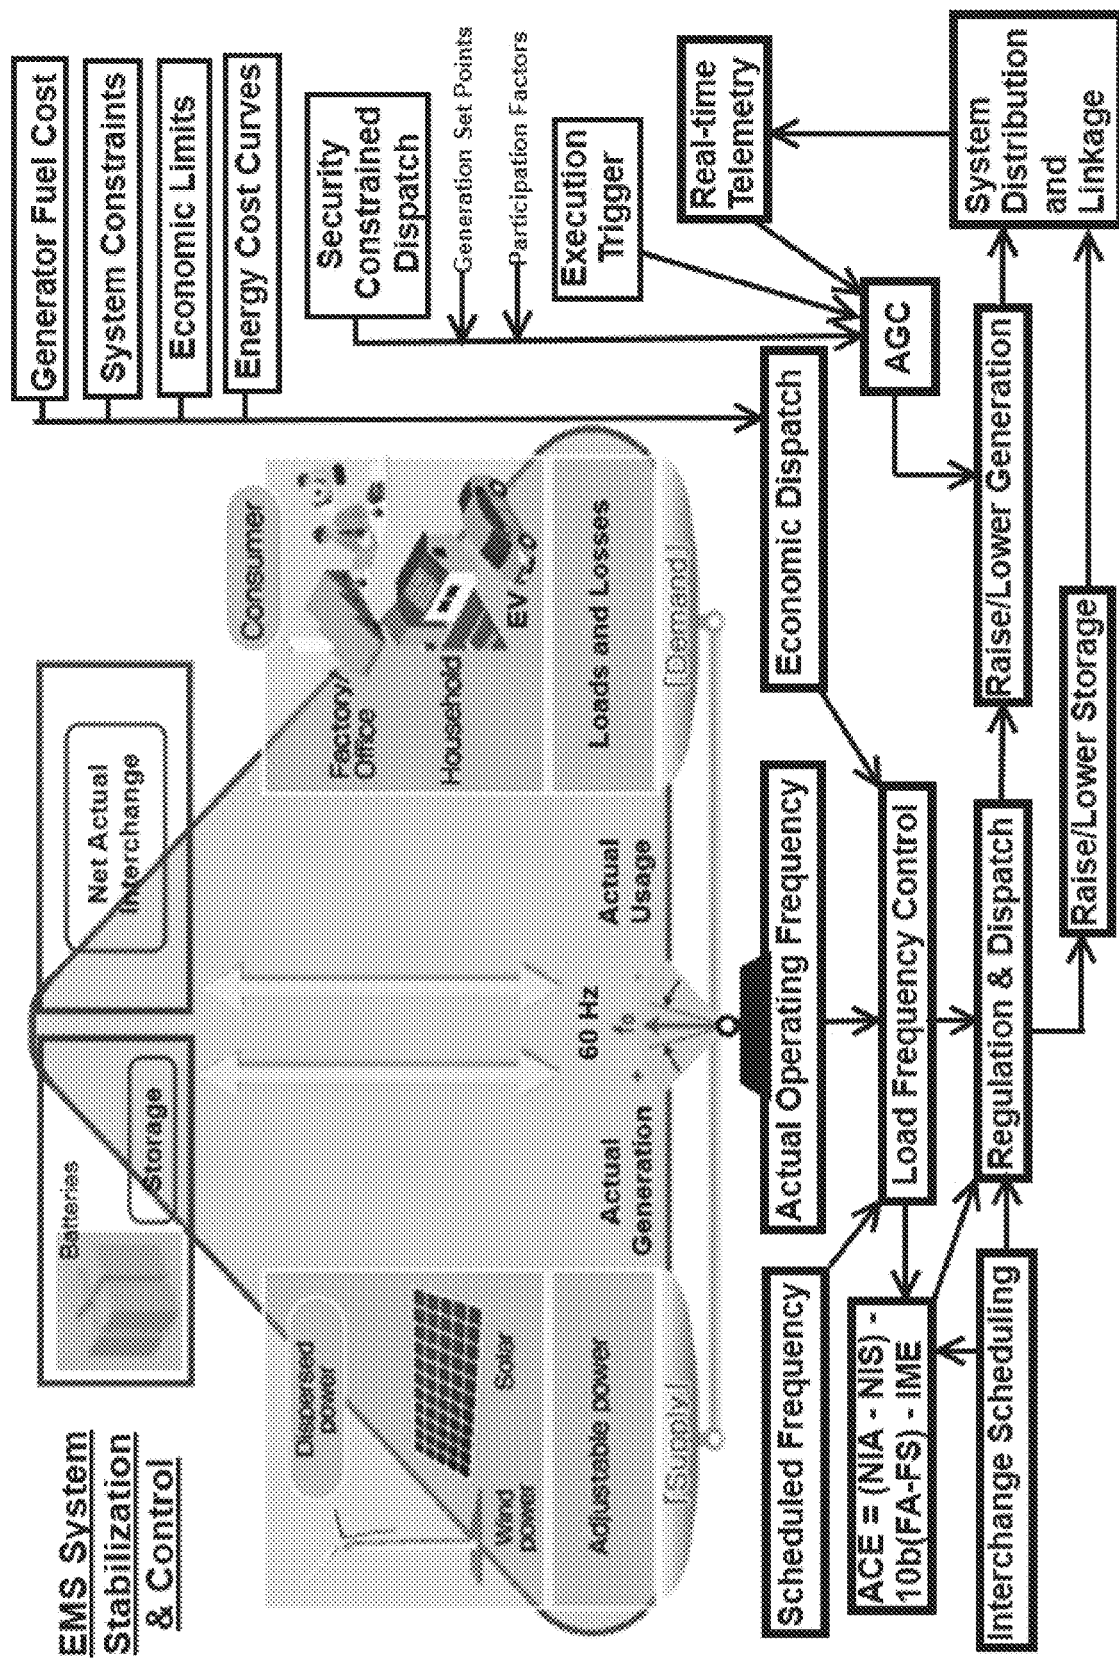 EMS System
Stabilization
& Control
Batteries
Storage
Net Actual
Interchange
Generator Fuel Cost
System Constraints
Economic Limits
Energy Cost Curves
Security
Constrained
Dispatch
Generation Set Points
Participation Factors
Execution
Trigger
Real-time
Telemetry
System
Distribution
and
Linkage
Dispersed
power
Solar
Wind
power
Adjustable power
[Supply]
Actual
Generation
60 Hz
f0
Actual
Usage
Consumer
Factory/
Office
Household
EV
Loads and Losses
[Demand]
Scheduled Frequency
Actual Operating Frequency
Economic Dispatch
AGC
ACE = (NIA - NIS) -
10b(FA-FS) - IME
Load Frequency Control
Interchange Scheduling
Regulation & Dispatch
Raise/Lower Generation
Raise/Lower Storage